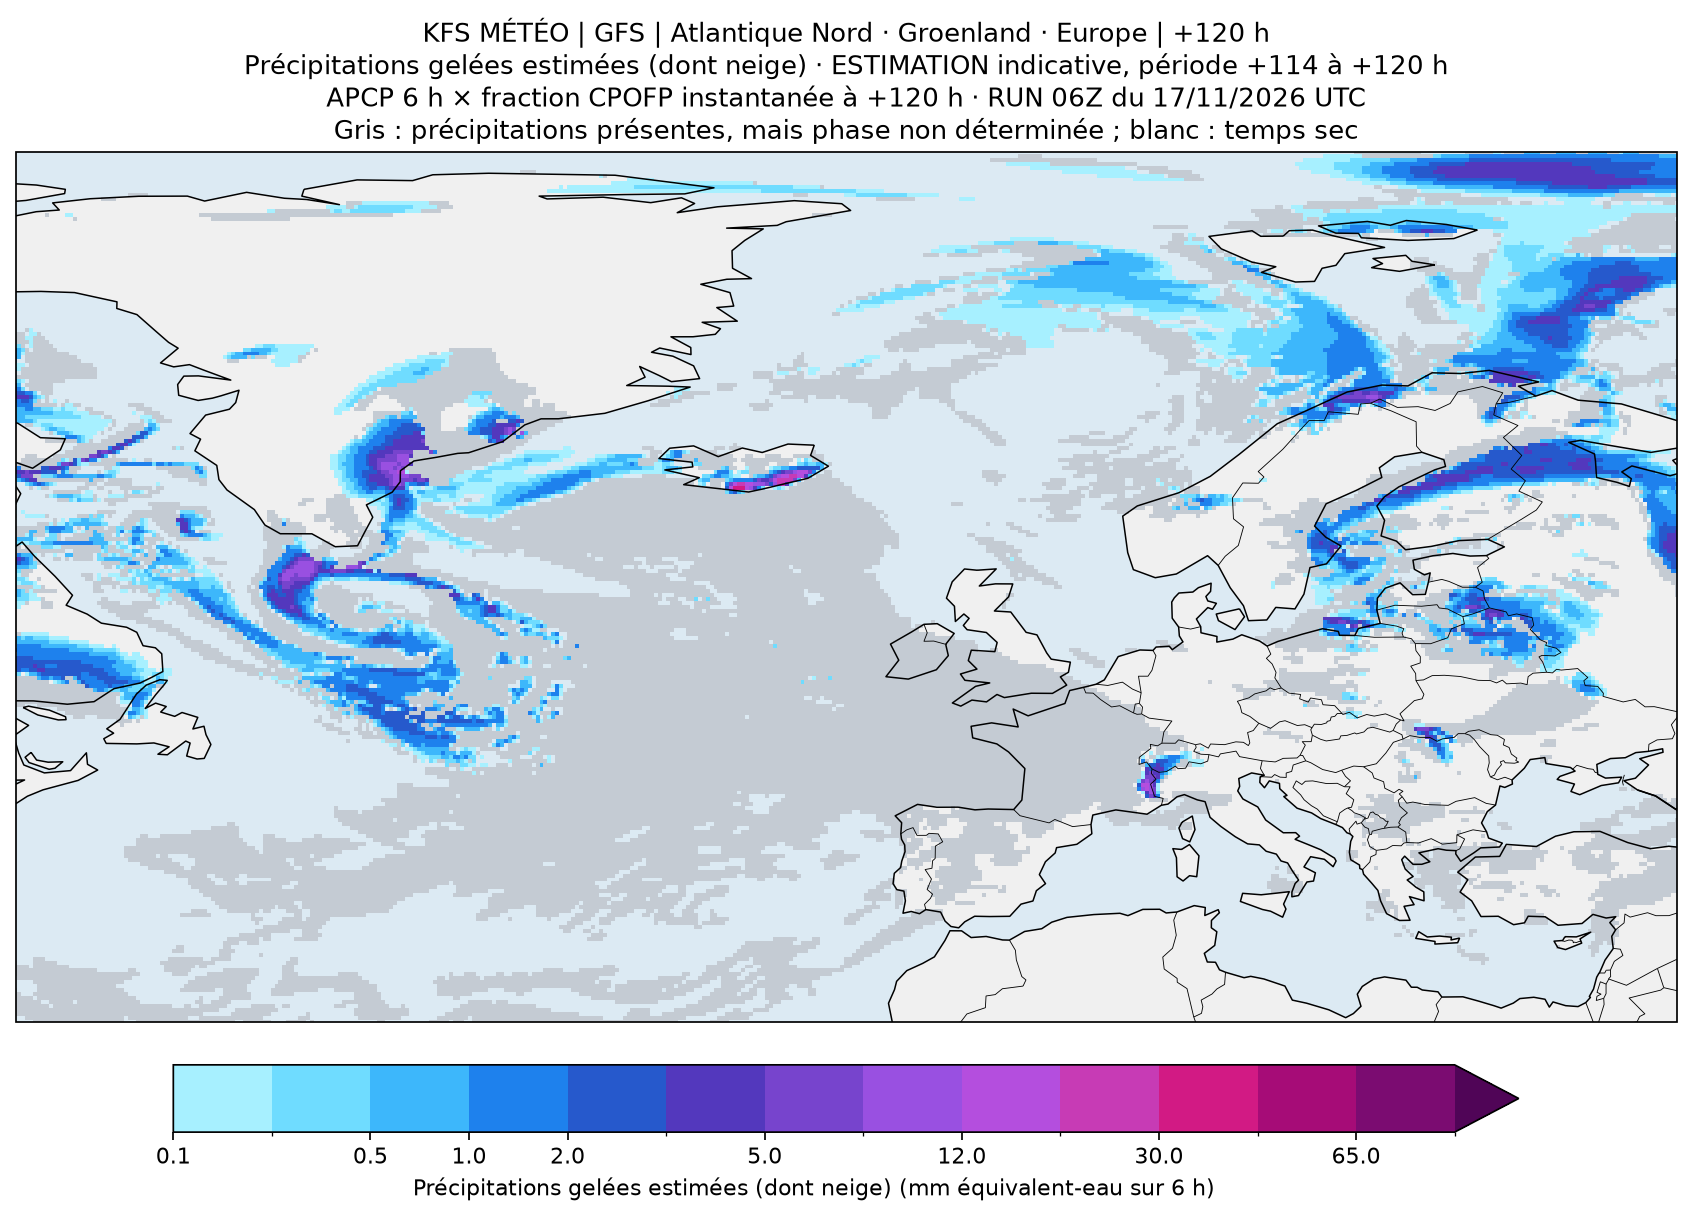 KFS MÉTÉO | GFS | Atlantique Nord · Groenland · Europe | +120 h
Précipitations gelées estimées (dont neige) · ESTIMATION indicative, période +114 à +120 h
APCP 6 h × fraction CPOFP instantanée à +120 h · RUN 06Z du 17/11/2026 UTC
Gris : précipitations présentes, mais phase non déterminée ; blanc : temps sec
0.1 0.5 1.0 2.0 5.0 12.0 30.0 65.0
Précipitations gelées estimées (dont neige) (mm équivalent-eau sur 6 h)